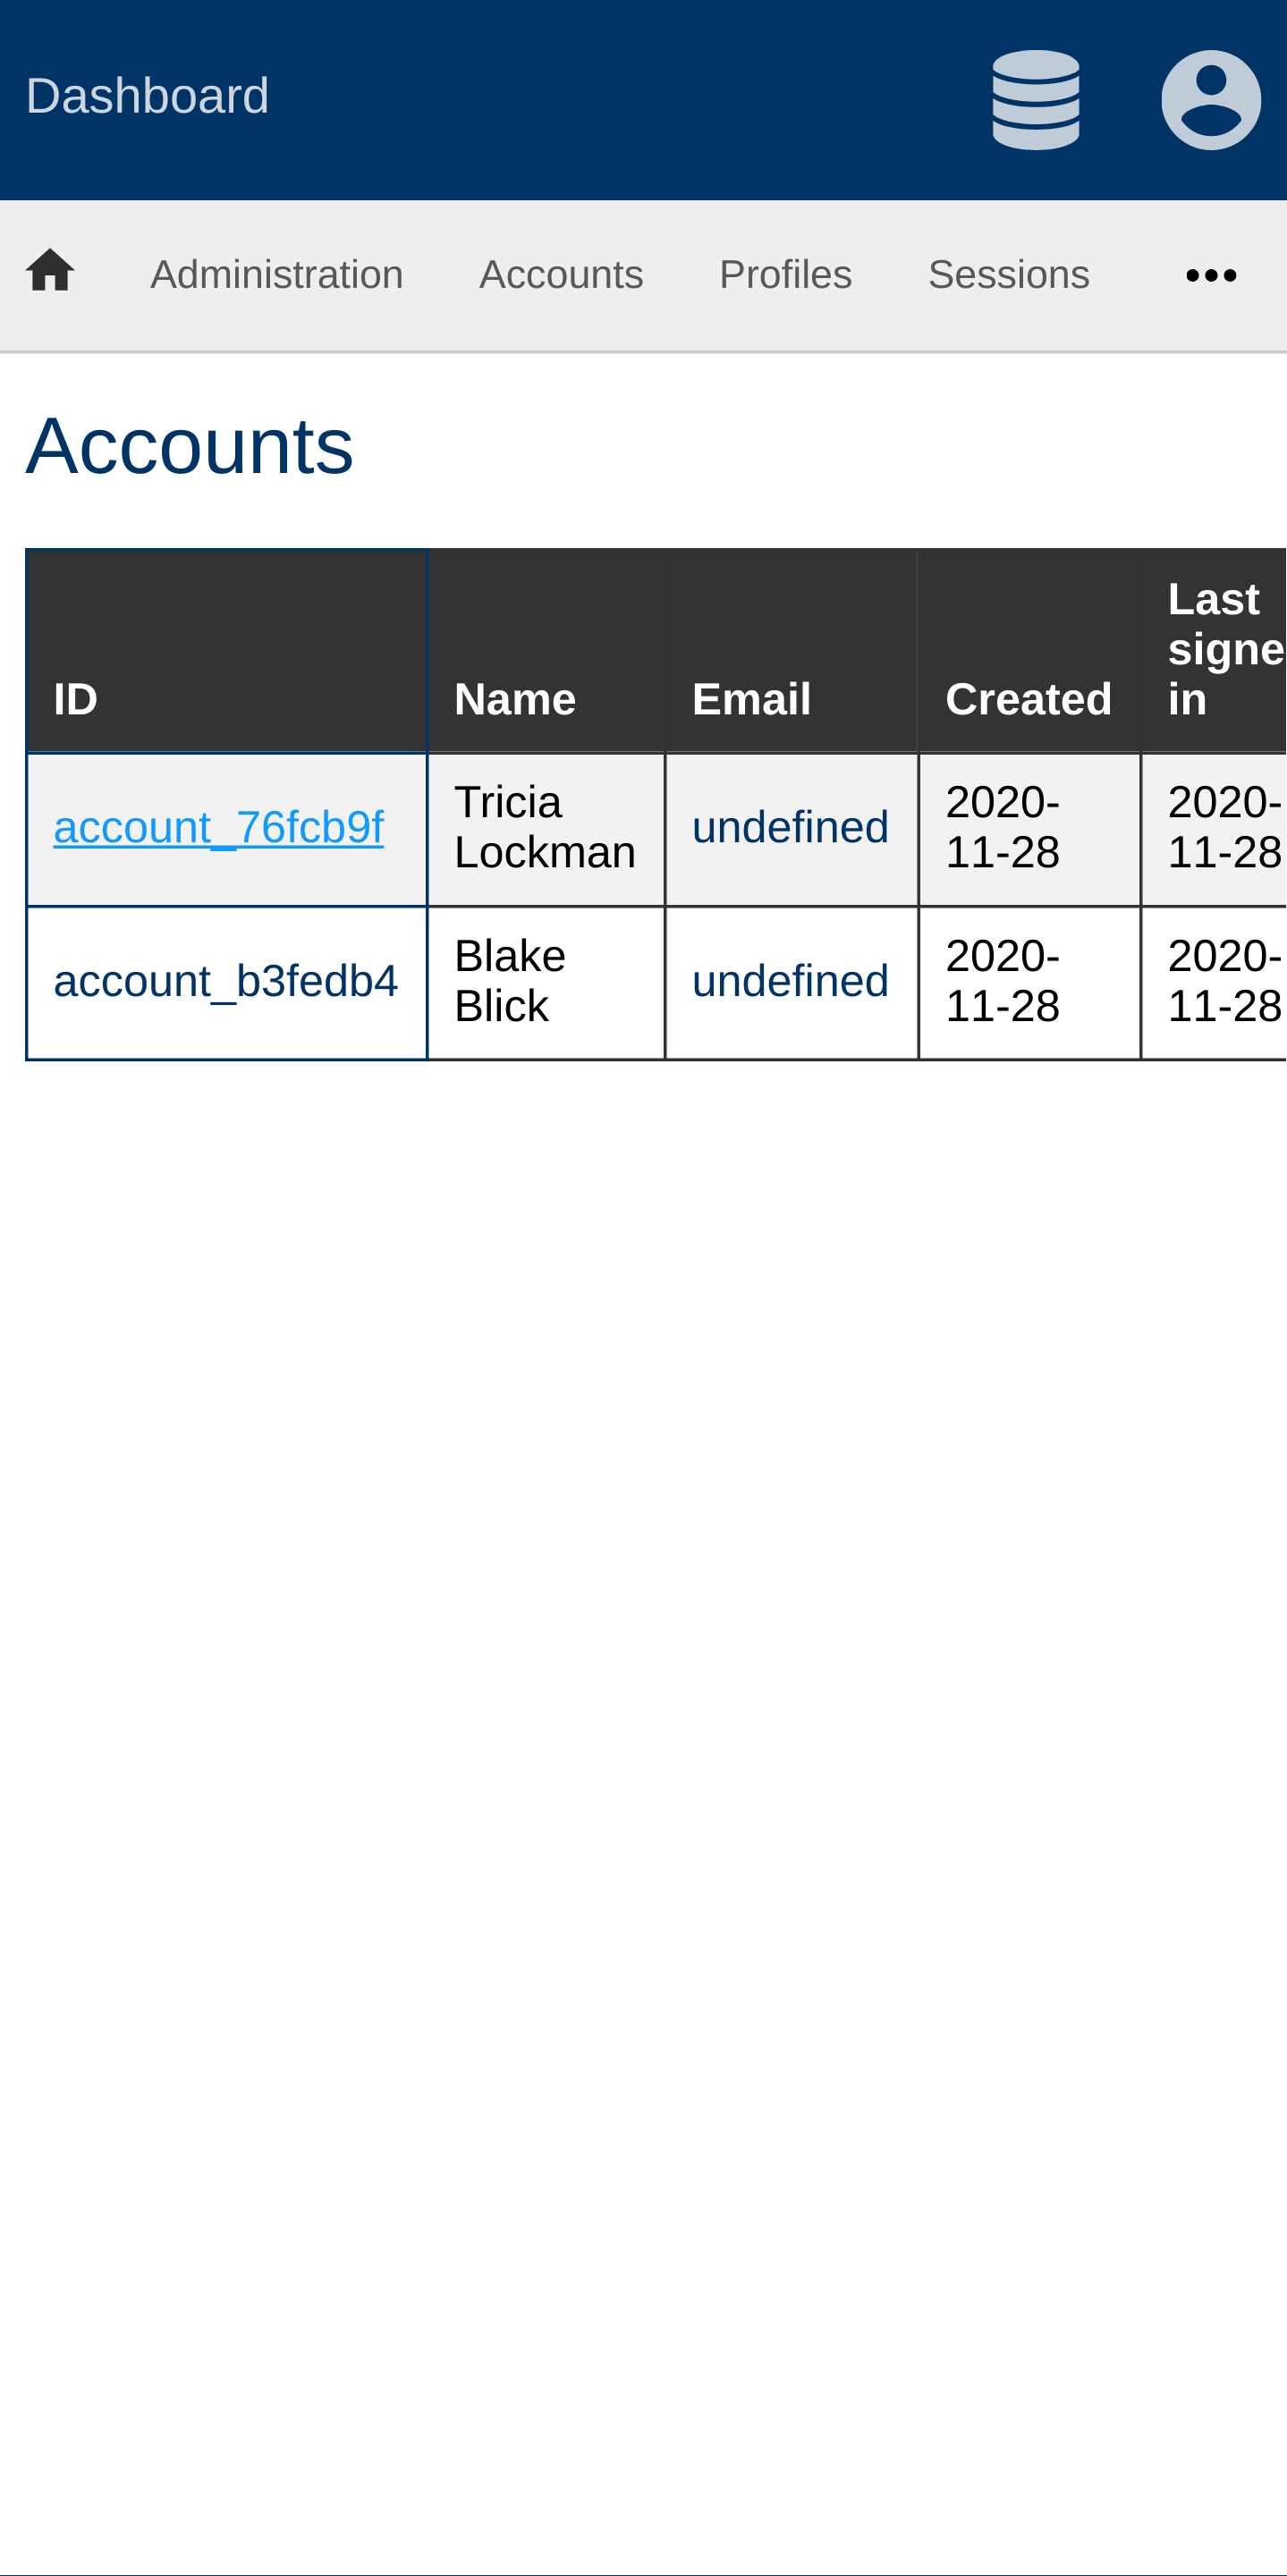 Dashboard
Administration Accounts Profiles Sessions
Accounts
ID Name Email Created Last signe in
account_76fcb9f Tricia Lockman undefined 2020-11-28 2020-11-28
account_b3fedb4 Blake Blick undefined 2020-11-28 2020-11-28